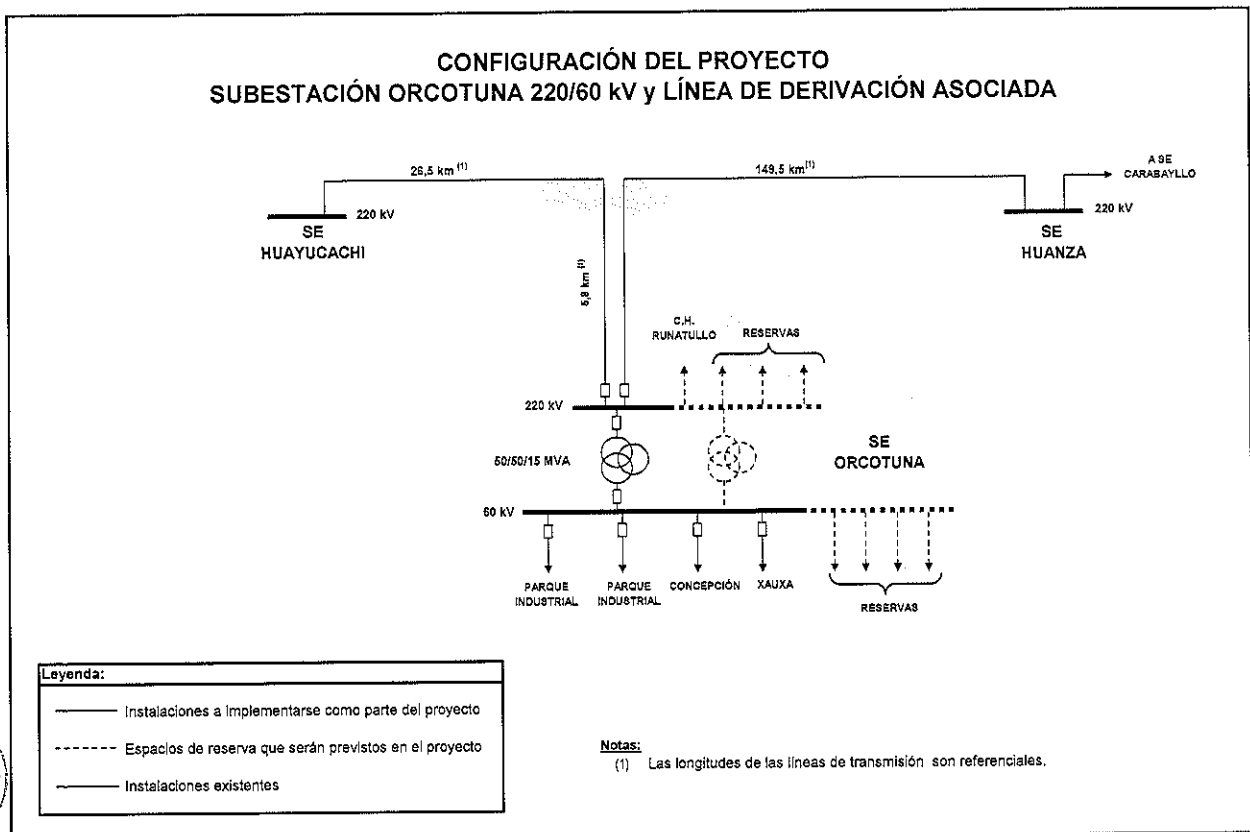 CONFIGURACIÓN DEL PROYECTO
SUBESTACIÓN ORCOTUNA 220/60 kV y LÍNEA DE DERIVACIÓN ASOCIADA
26,5 km (1)
149,5 km(1)
A SE
CARABAYLLO
220 kV
SE
HUAYUCACHI
220 kV
SE
HUANZA
5,8 km (1)
C.H.
RUNATULLO
RESERVAS
220 kV
50/50/15 MVA
SE
ORCOTUNA
60 kV
PARQUE
INDUSTRIAL
PARQUE
INDUSTRIAL
CONCEPCIÓN
XAUXA
RESERVAS
Leyenda:
Instalaciones a implementarse como parte del proyecto
Espacios de reserva que serán previstos en el proyecto
Instalaciones existentes
Notas:
(1) Las longitudes de las líneas de transmisión son referenciales.